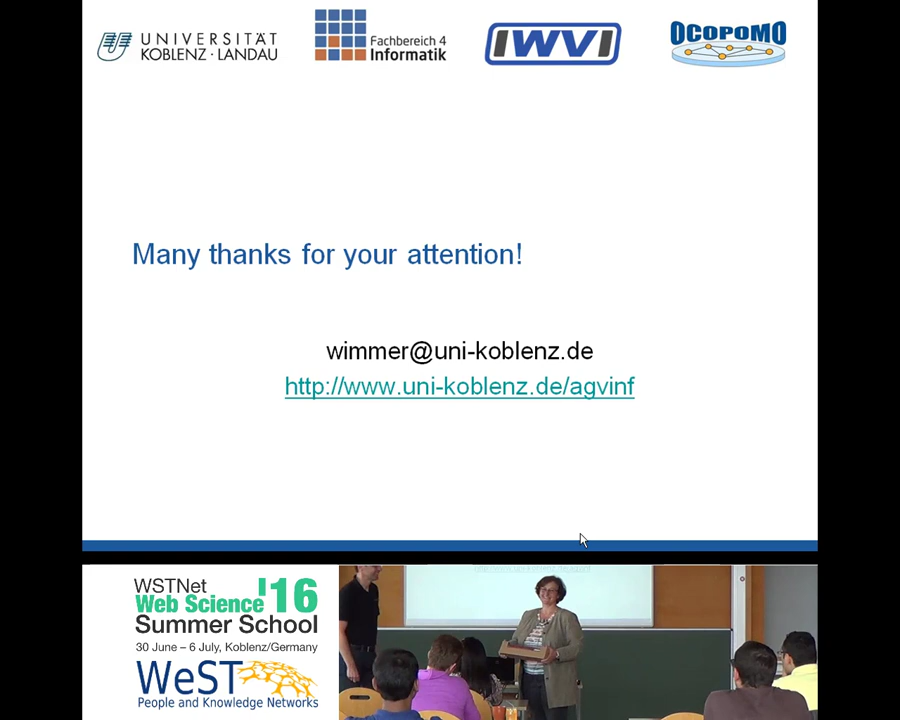 UNIVERSITÄT
KOBLENZ · LANDAU
Fachbereich 4
Informatik
IWVI
OCOPOMO
Many thanks for your attention!
wimmer@uni-koblenz.de
http://www.uni-koblenz.de/agvinf
WSTNet
Web Science '16
Summer School
30 June – 6 July, Koblenz/Germany
WeST
People and Knowledge Networks